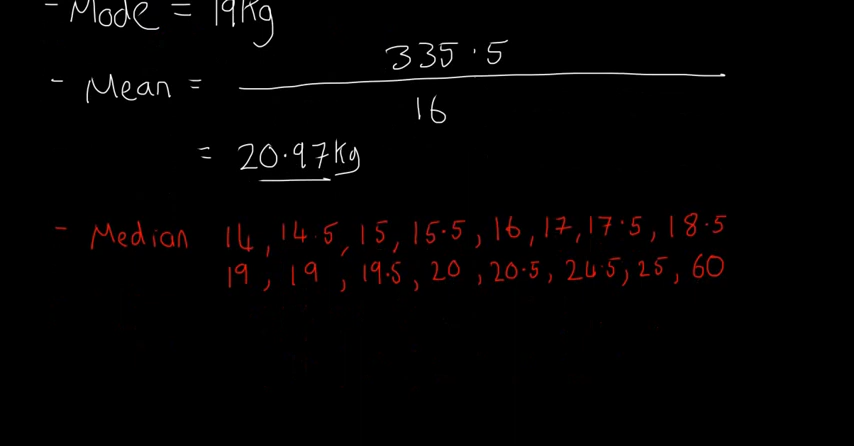 - Mode = 19kg
- Mean = 335.5
16
= 20.97kg
- Median 14, 14.5, 15, 15.5, 16, 17, 17.5, 18.5
19, 19, 19.5, 20, 20.5, 24.5, 25, 60